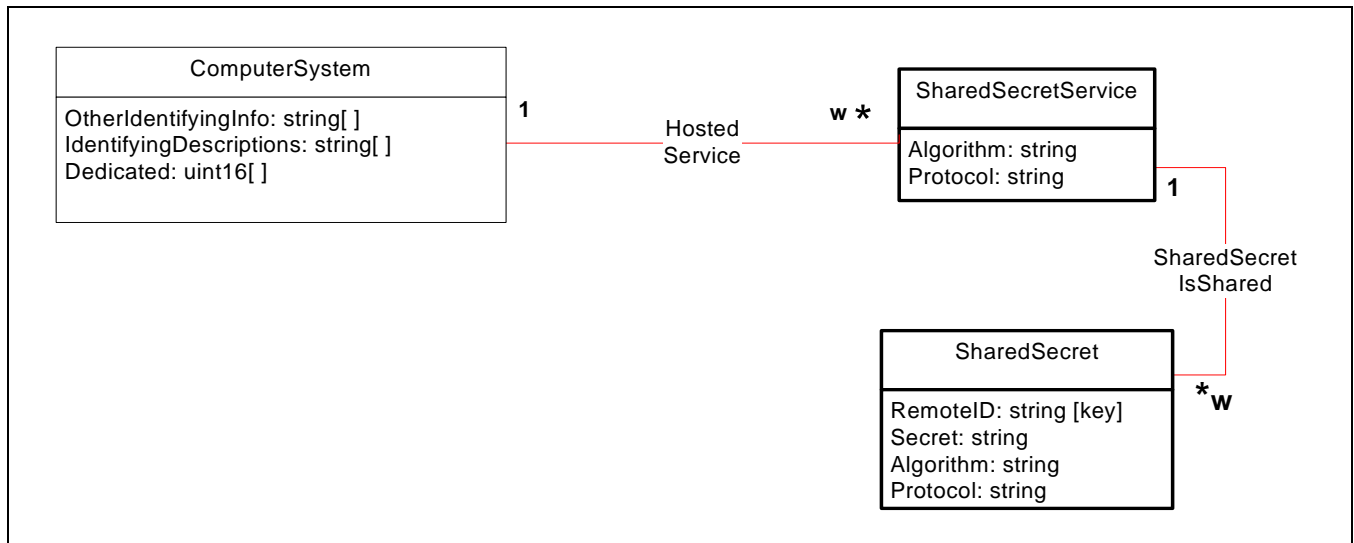 ComputerSystem
OtherIdentifyingInfo: string[ ]
IdentifyingDescriptions: string[ ]
Dedicated: uint16[ ]
1
Hosted
Service
w *
SharedSecretService
Algorithm: string
Protocol: string
1
SharedSecret
IsShared
*w
SharedSecret
RemoteID: string [key]
Secret: string
Algorithm: string
Protocol: string